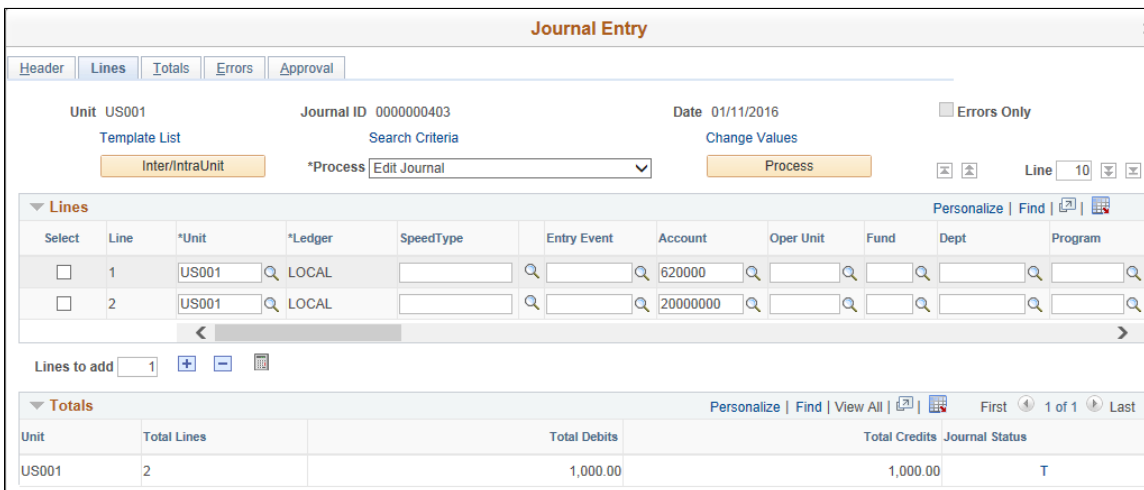 Journal Entry
Header Lines Totals Errors Approval
Unit US001 Journal ID 0000000403 Date 01/11/2016 Errors Only
Template List Search Criteria Change Values
Inter/IntraUnit *Process Edit Journal Process Line 10
Lines Personalize | Find |
Select Line *Unit *Ledger SpeedType Entry Event Account Oper Unit Fund Dept Program
1 US001 LOCAL 620000
2 US001 LOCAL 20000000
Lines to add 1
Totals Personalize | Find | View All | First 1 of 1 Last
Unit Total Lines Total Debits Total Credits Journal Status
US001 2 1,000.00 1,000.00 T